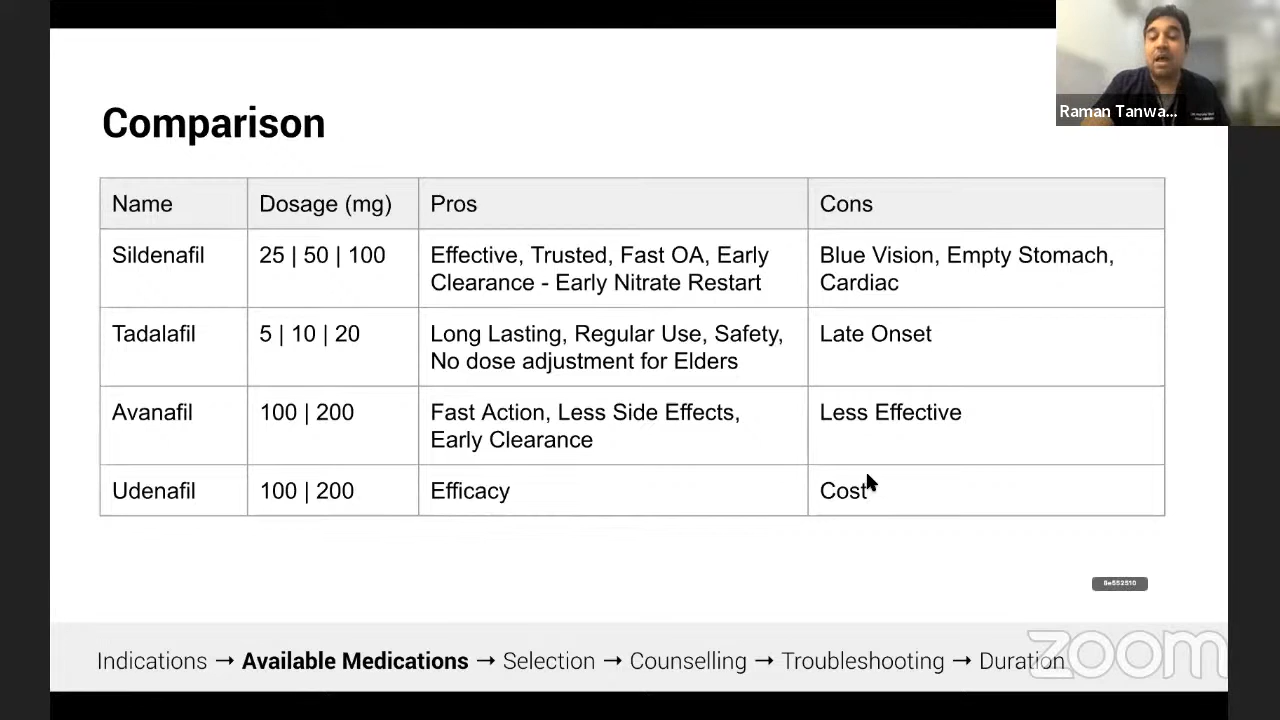 Raman Tanwa...
Comparison
Name Dosage (mg) Pros Cons
Sildenafil 25 | 50 | 100 Effective, Trusted, Fast OA, Early Blue Vision, Empty Stomach,
Clearance - Early Nitrate Restart Cardiac
Tadalafil 5 | 10 | 20 Long Lasting, Regular Use, Safety, Late Onset
No dose adjustment for Elders
Avanafil 100 | 200 Fast Action, Less Side Effects, Less Effective
Early Clearance
Udenafil 100 | 200 Efficacy Cost
Indications → Available Medications → Selection → Counselling → Troubleshooting → Duration
zoom